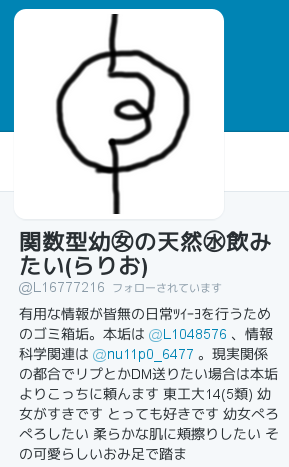 関数型幼㊛の天然㊌飲み
たい(らりお)
@L16777216 フォローされています
有用な情報が皆無の日常ﾂｲｰﾖを行うため
のゴミ箱垢。本垢は @L1048576 、情報
科学関連は @nu11p0_6477 。現実関係
の都合でリプとかDM送りたい場合は本垢
よりこっちに頼んます 東工大14(5類) 幼
女がすきです とっても好きです 幼女ぺろ
ぺろしたい 柔らかな肌に頬擦りしたい そ
の可愛らしいおみ足で踏ま